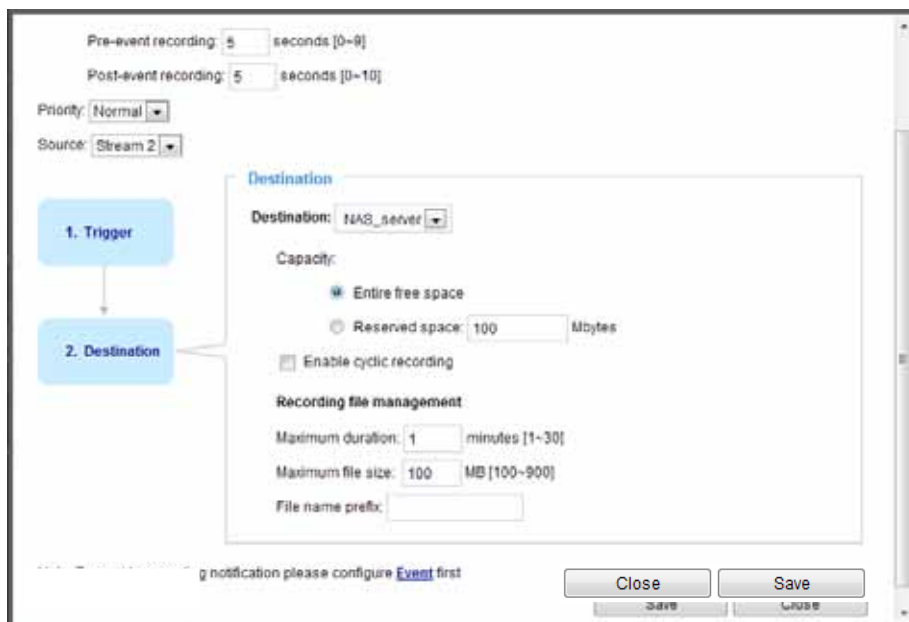 Pre-event recording: 5 seconds [0~9]
Post-event recording: 5 seconds [0~10]
Priority: Normal
Source: Stream 2
Destination
1. Trigger
Destination: NAS_server
Capacity:
Entire free space
Reserved space: 100 Mbytes
2. Destination
Enable cyclic recording
Recording file management
Maximum duration: 1 minutes [1~30]
Maximum file size: 100 MB [100~900]
File name prefix:
g notification please configure Event first
Close Save
Save Close